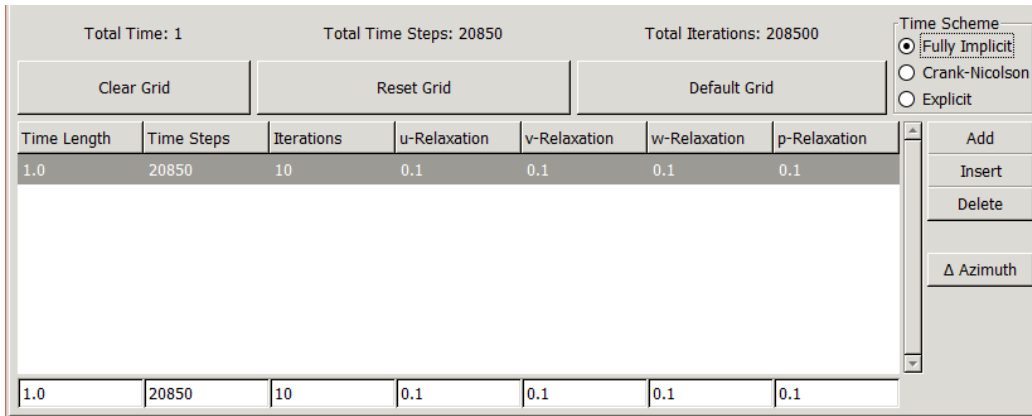 Total Time: 1 Total Time Steps: 20850 Total Iterations: 208500 Time Scheme
Fully Implicit
Crank-Nicolson
Explicit
Clear Grid Reset Grid Default Grid
Time Length Time Steps Iterations u-Relaxation v-Relaxation w-Relaxation p-Relaxation
1.0 20850 10 0.1 0.1 0.1 0.1
Add
Insert
Delete
Δ Azimuth
1.0 20850 10 0.1 0.1 0.1 0.1